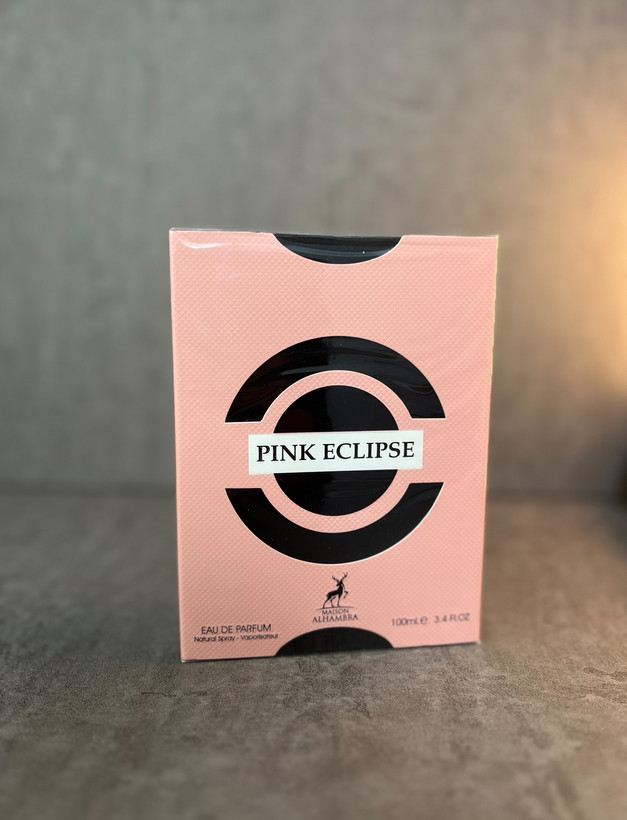 PINK ECLIPSE
MAISON
ALHAMBRA
EAU DE PARFUM
Natural Spray - Vaporisateur
100mL e 3.4 FL.OZ